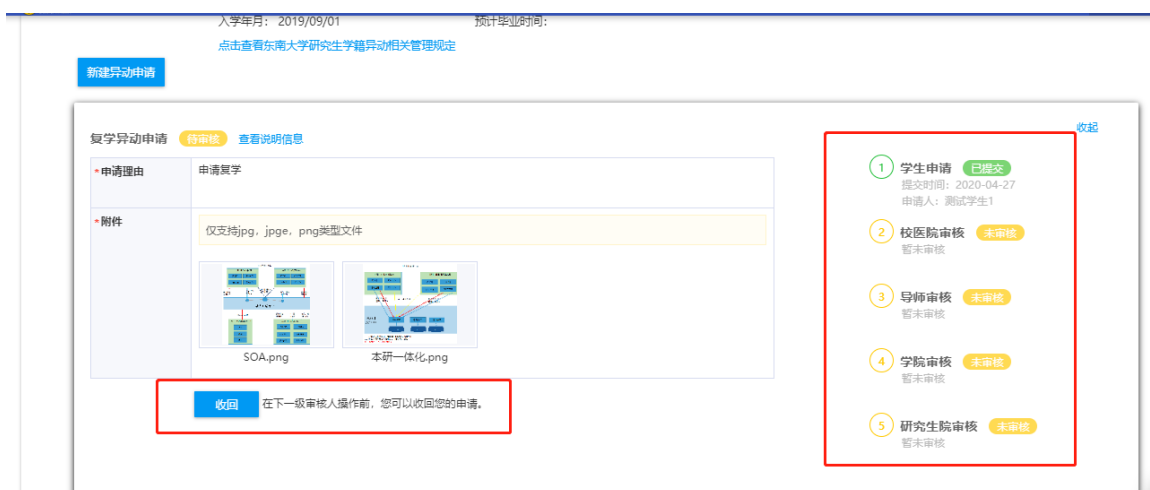 入学年月： 2019/09/01 预计毕业时间：
点击查看东南大学研究生学籍异动相关管理规定
新建异动申请
收起
复学异动申请 待审核 查看说明信息
*申请理由 申请复学
*附件 仅支持jpg，jpge，png类型文件
SOA.png 本研一体化.png
收回 在下一级审核人操作前，您可以收回您的申请。
1 学生申请 已提交
提交时间：2020-04-27
申请人：测试学生1
2 校医院审核 未审核
暂未审核
3 导师审核 未审核
暂未审核
4 学院审核 未审核
暂未审核
5 研究生院审核 未审核
暂未审核